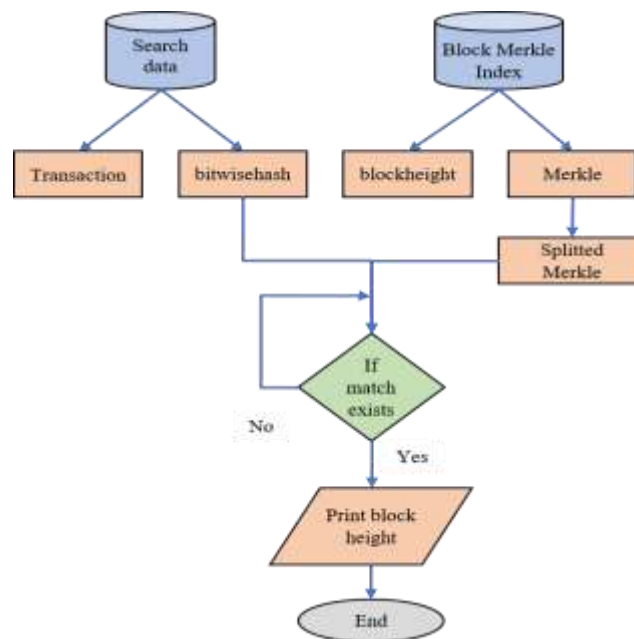 Search
data
Block Merkle
Index
Transaction
bitwisehash
blockheight
Merkle
Splitted
Merkle
If
match
exists
No
Yes
Print block
height
End